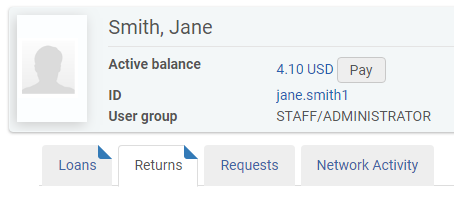 Smith, Jane
Active balance 4.10 USD Pay
ID jane.smith1
User group STAFF/ADMINISTRATOR
Loans Returns Requests Network Activity